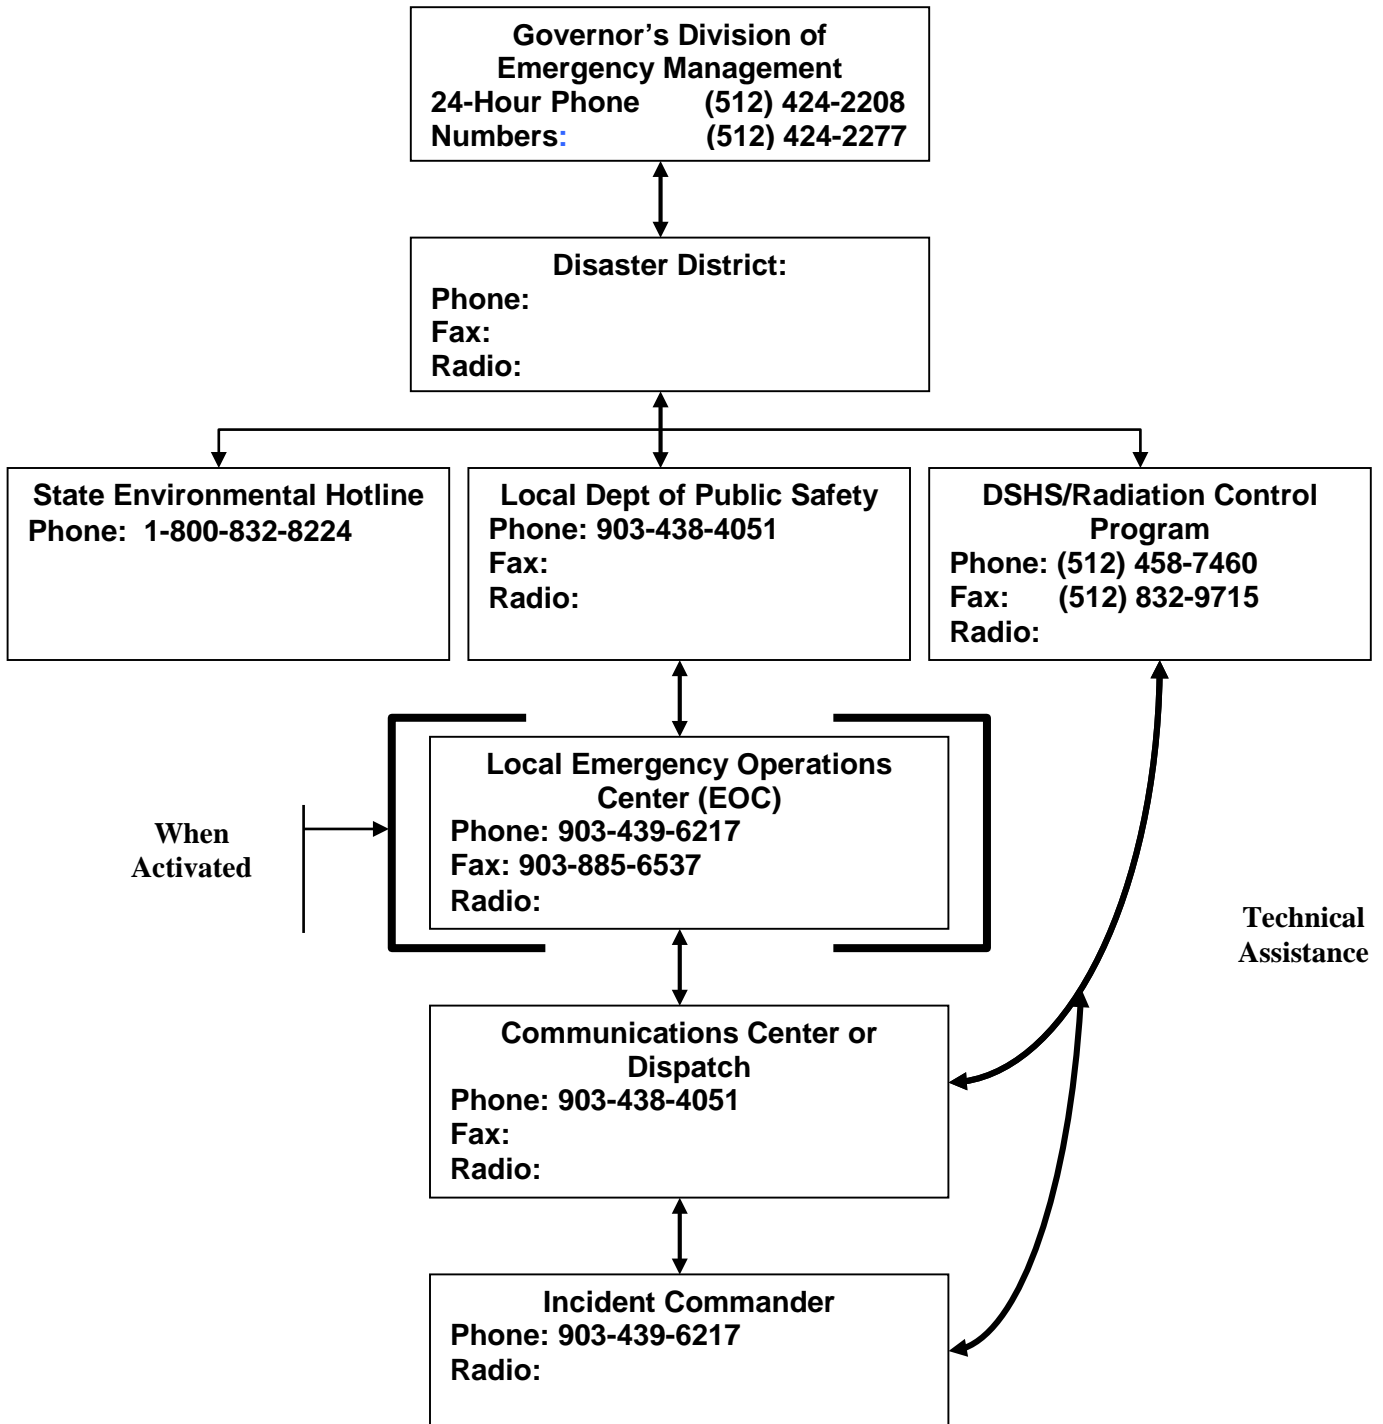 Governor’s Division of
Emergency Management
24-Hour Phone (512) 424-2208
Numbers: (512) 424-2277
Disaster District:
Phone:
Fax:
Radio:
State Environmental Hotline
Phone: 1-800-832-8224
Local Dept of Public Safety
Phone: 903-438-4051
Fax:
Radio:
DSHS/Radiation Control
Program
Phone: (512) 458-7460
Fax: (512) 832-9715
Radio:
When
Activated
Local Emergency Operations
Center (EOC)
Phone: 903-439-6217
Fax: 903-885-6537
Radio:
Technical
Assistance
Communications Center or
Dispatch
Phone: 903-438-4051
Fax:
Radio:
Incident Commander
Phone: 903-439-6217
Radio: